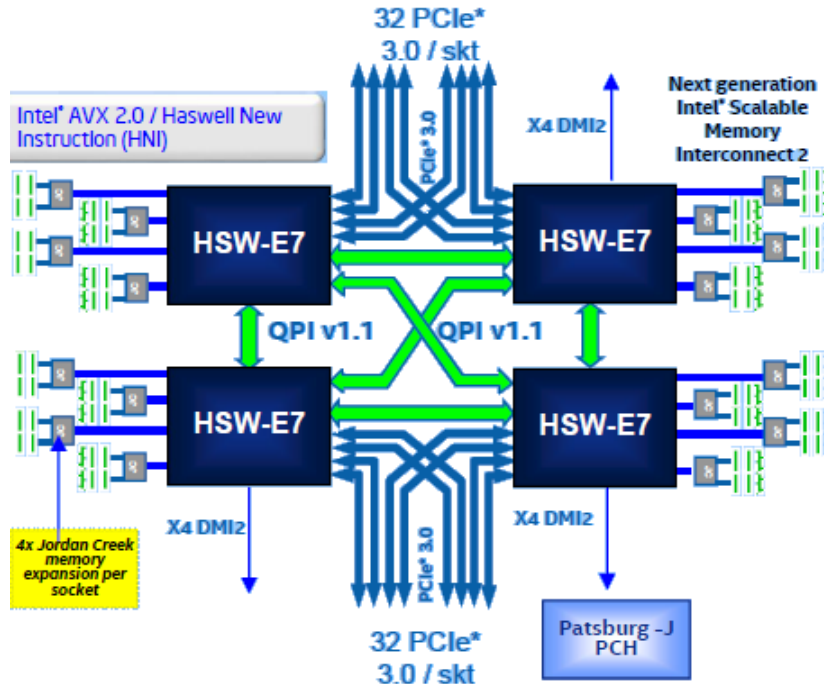 32 PCIe*
3.0 / skt
Intel® AVX 2.0 / Haswell New
Instruction (HNI)
PCIe* 3.0
X4 DMI2
Next generation
Intel® Scalable
Memory
Interconnect 2
HSW-E7
HSW-E7
QPI v1.1
QPI v1.1
HSW-E7
HSW-E7
4x Jordan Creek
memory
expansion per
socket
X4 DMI2
PCIe* 3.0
X4 DMI2
32 PCIe*
3.0 / skt
Patsburg -J
PCH